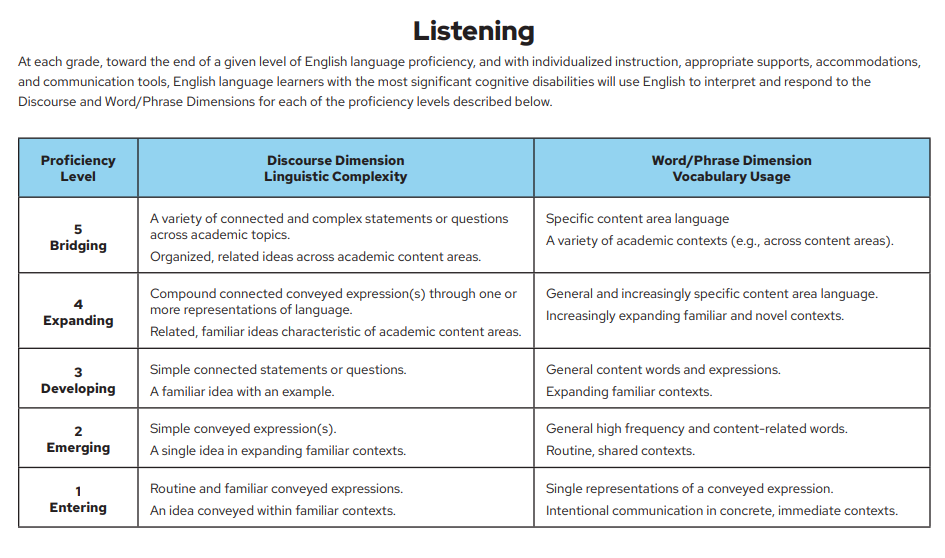 Listening
At each grade, toward the end of a given level of English language proficiency, and with individualized instruction, appropriate supports, accommodations,
and communication tools, English language learners with the most significant cognitive disabilities will use English to interpret and respond to the
Discourse and Word/Phrase Dimensions for each of the proficiency levels described below.
Proficiency
Level
Discourse Dimension
Linguistic Complexity
Word/Phrase Dimension
Vocabulary Usage
5
Bridging
A variety of connected and complex statements or questions
across academic topics.
Organized, related ideas across academic content areas.
Specific content area language
A variety of academic contexts (e.g., across content areas).
4
Expanding
Compound connected conveyed expression(s) through one or
more representations of language.
Related, familiar ideas characteristic of academic content areas.
General and increasingly specific content area language.
Increasingly expanding familiar and novel contexts.
3
Developing
Simple connected statements or questions.
A familiar idea with an example.
General content words and expressions.
Expanding familiar contexts.
2
Emerging
Simple conveyed expression(s).
A single idea in expanding familiar contexts.
General high frequency and content-related words.
Routine, shared contexts.
1
Entering
Routine and familiar conveyed expressions.
An idea conveyed within familiar contexts.
Single representations of a conveyed expression.
Intentional communication in concrete, immediate contexts.